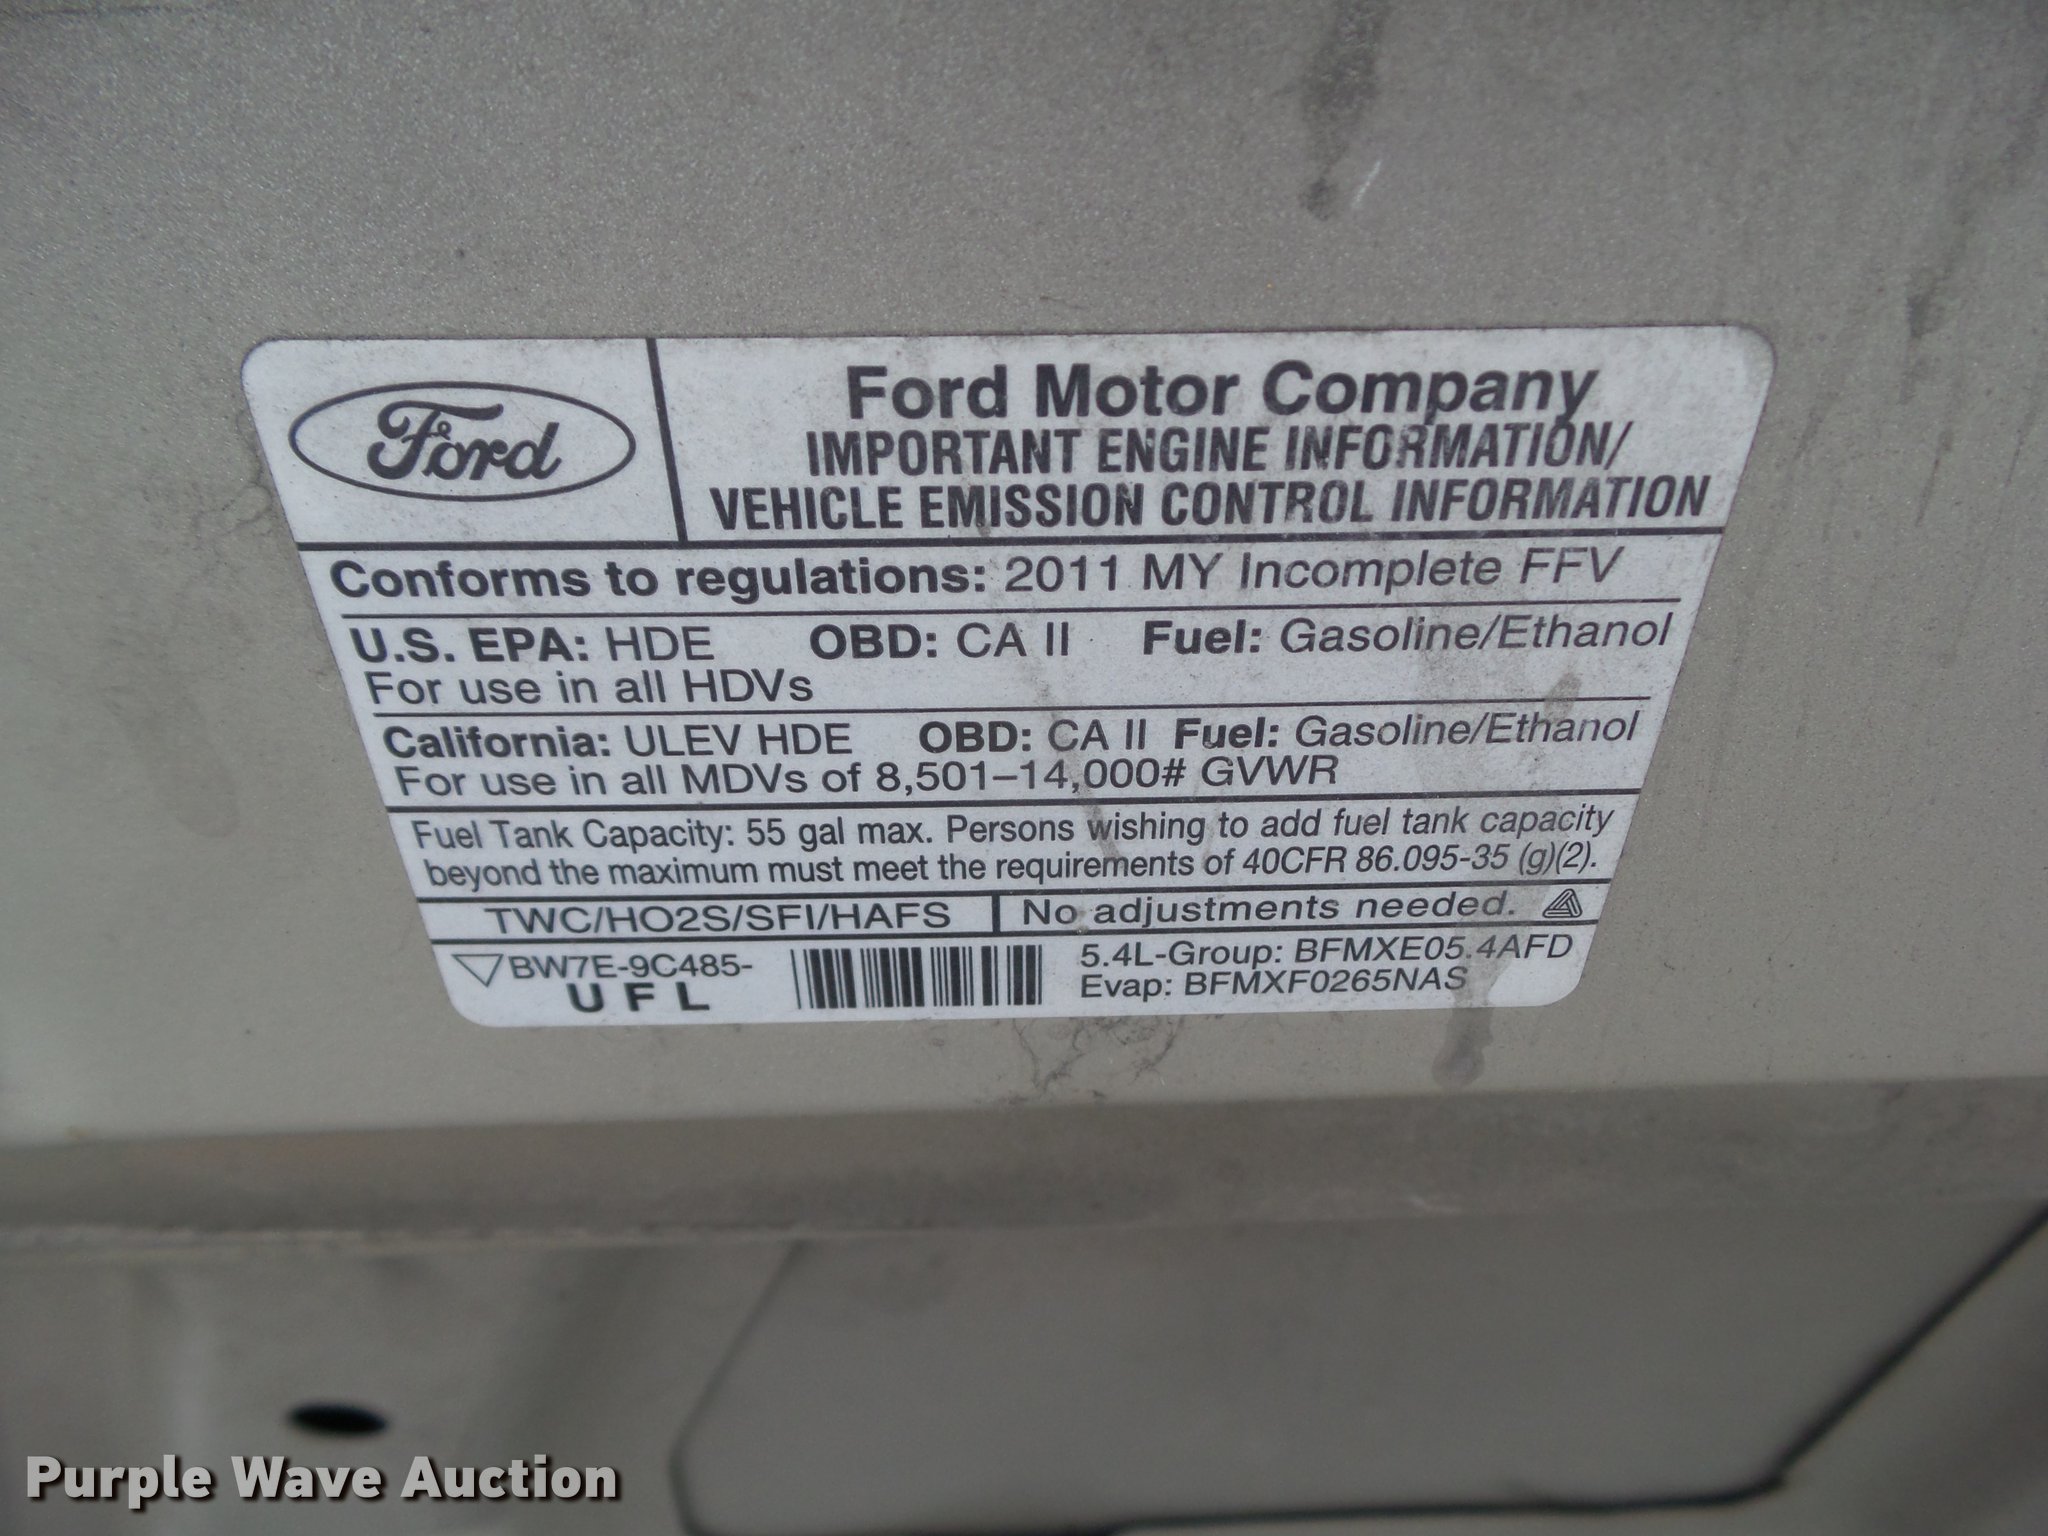 Ford
Ford Motor Company
IMPORTANT ENGINE INFORMATION/
VEHICLE EMISSION CONTROL INFORMATION
Conforms to regulations: 2011 MY Incomplete FFV
U.S. EPA: HDE OBD: CA II Fuel: Gasoline/Ethanol
For use in all HDVs
California: ULEV HDE OBD: CA II Fuel: Gasoline/Ethanol
For use in all MDVs of 8,501–14,000# GVWR
Fuel Tank Capacity: 55 gal max. Persons wishing to add fuel tank capacity
beyond the maximum must meet the requirements of 40CFR 86.095-35 (g)(2).
TWC/HO2S/SFI/HAFS No adjustments needed.
BW7E-9C485-
U F L
5.4L-Group: BFMXE05.4AFD
Evap: BFMXF0265NAS
Purple Wave Auction